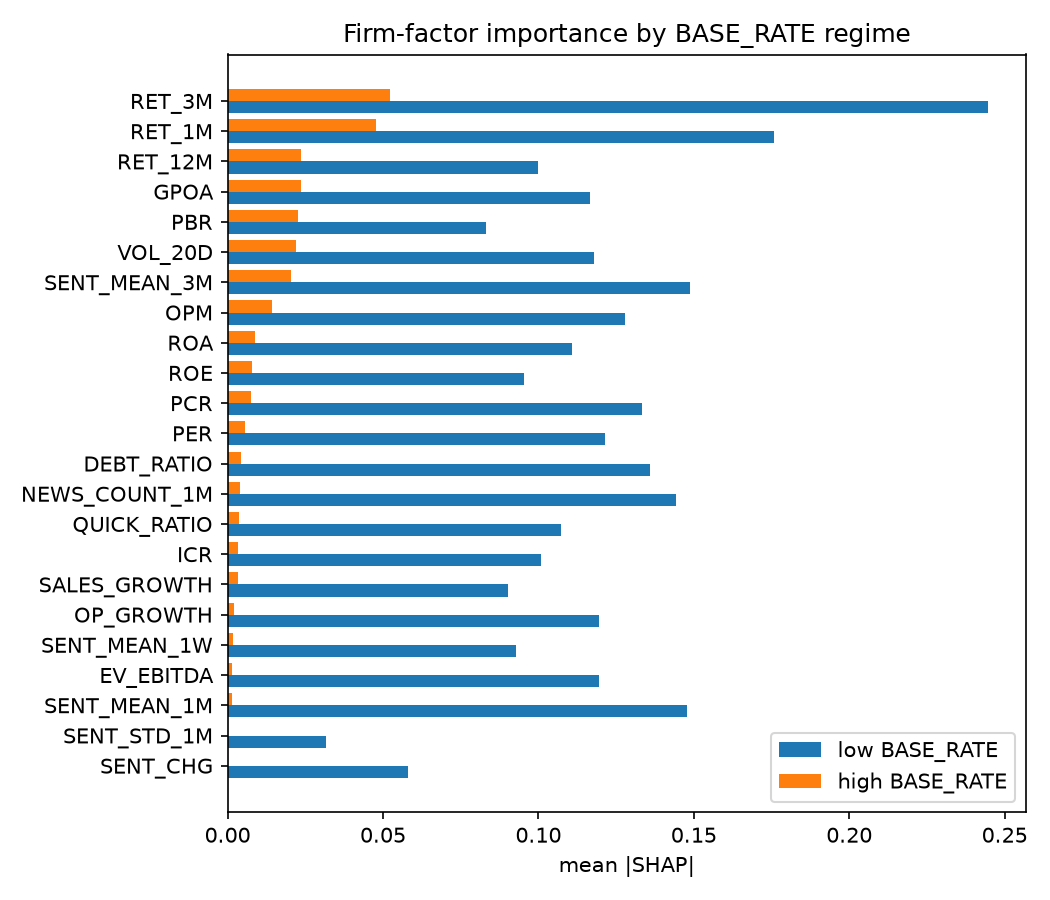 Firm-factor importance by BASE_RATE regime
RET_3M
RET_1M
RET_12M
GPOA
PBR
VOL_20D
SENT_MEAN_3M
OPM
ROA
ROE
PCR
PER
DEBT_RATIO
NEWS_COUNT_1M
QUICK_RATIO
ICR
SALES_GROWTH
OP_GROWTH
SENT_MEAN_1W
EV_EBITDA
SENT_MEAN_1M
SENT_STD_1M
SENT_CHG
low BASE_RATE
high BASE_RATE
0.00 0.05 0.10 0.15 0.20 0.25
mean |SHAP|